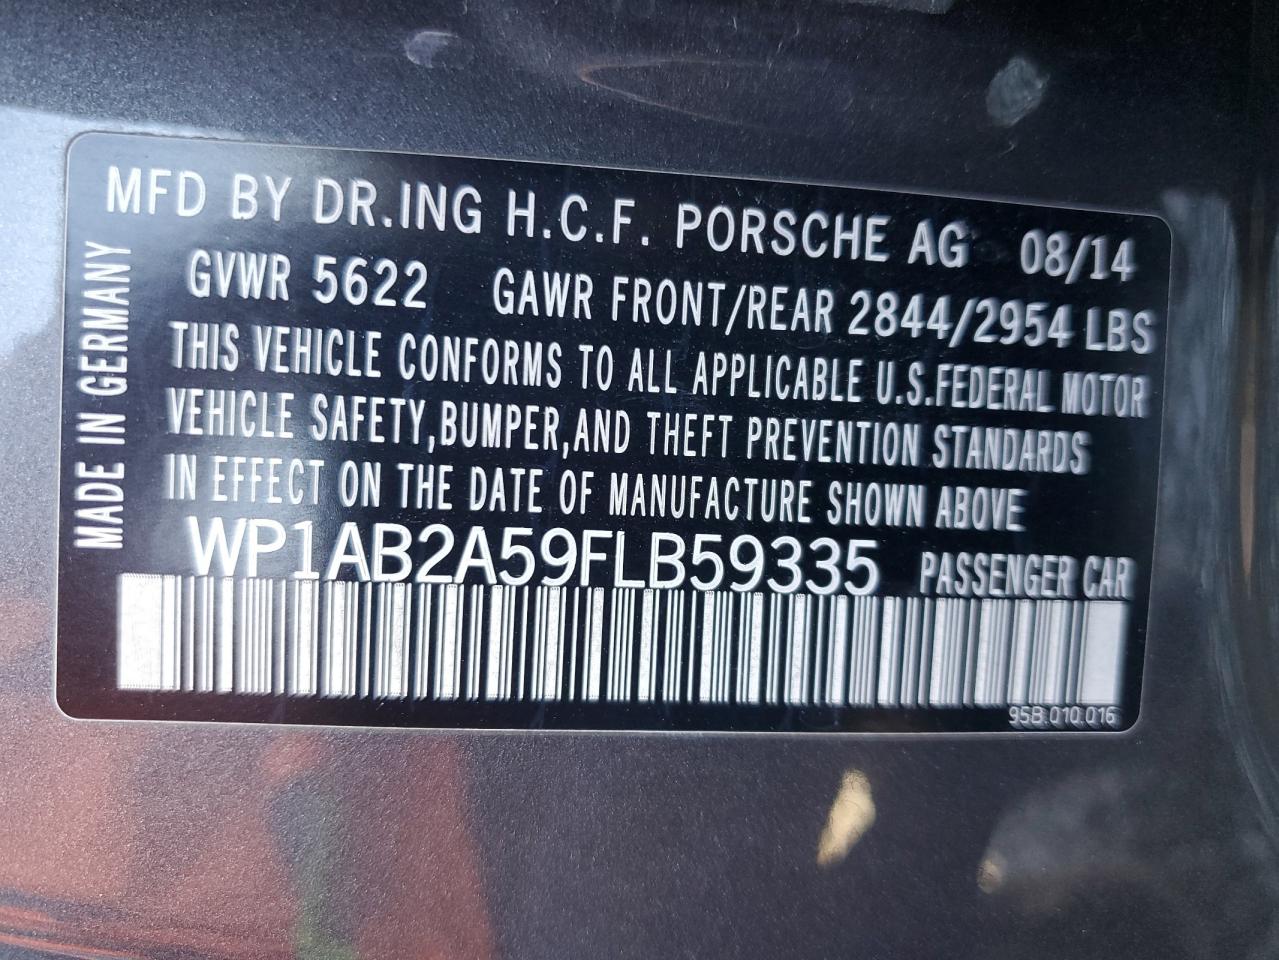 MFD BY DR.ING H.C.F. PORSCHE AG 08/14
GVWR 5622 GAWR FRONT/REAR 2844/2954 LBS
THIS VEHICLE CONFORMS TO ALL APPLICABLE U.S.FEDERAL MOTOR
VEHICLE SAFETY,BUMPER,AND THEFT PREVENTION STANDARDS
IN EFFECT ON THE DATE OF MANUFACTURE SHOWN ABOVE
WP1AB2A59FLB59335 PASSENGER CAR
95B.010.016
MADE IN GERMANY